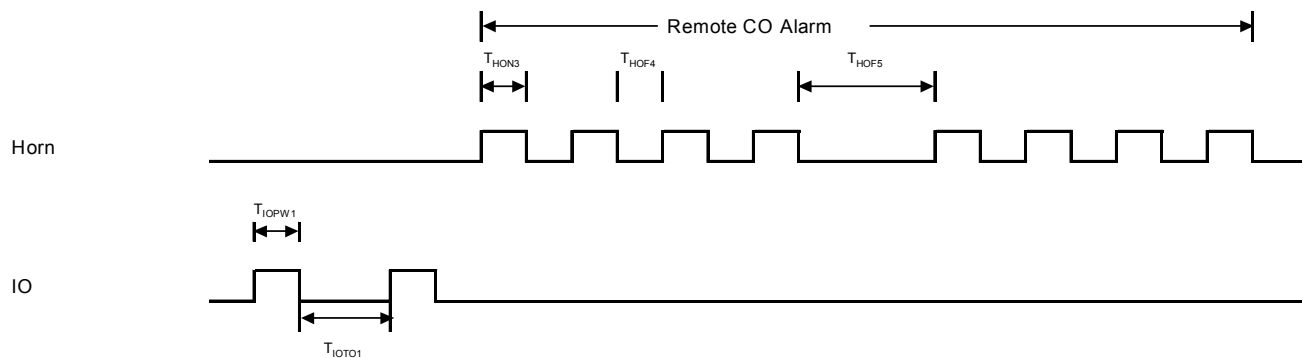 Remote CO Alarm
THON3 THOF4 THOF5
Horn
TIOPW1
IO
TIOTO1